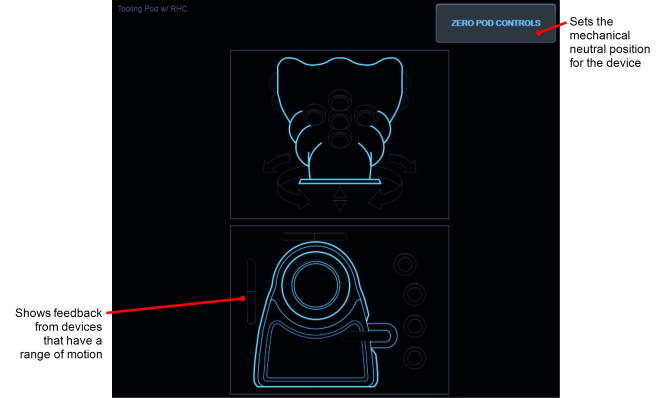 Tooling Pod w/ RHC
ZERO POD CONTROLS
Sets the
mechanical
neutral position
for the device
Shows feedback
from devices
that have a
range of motion